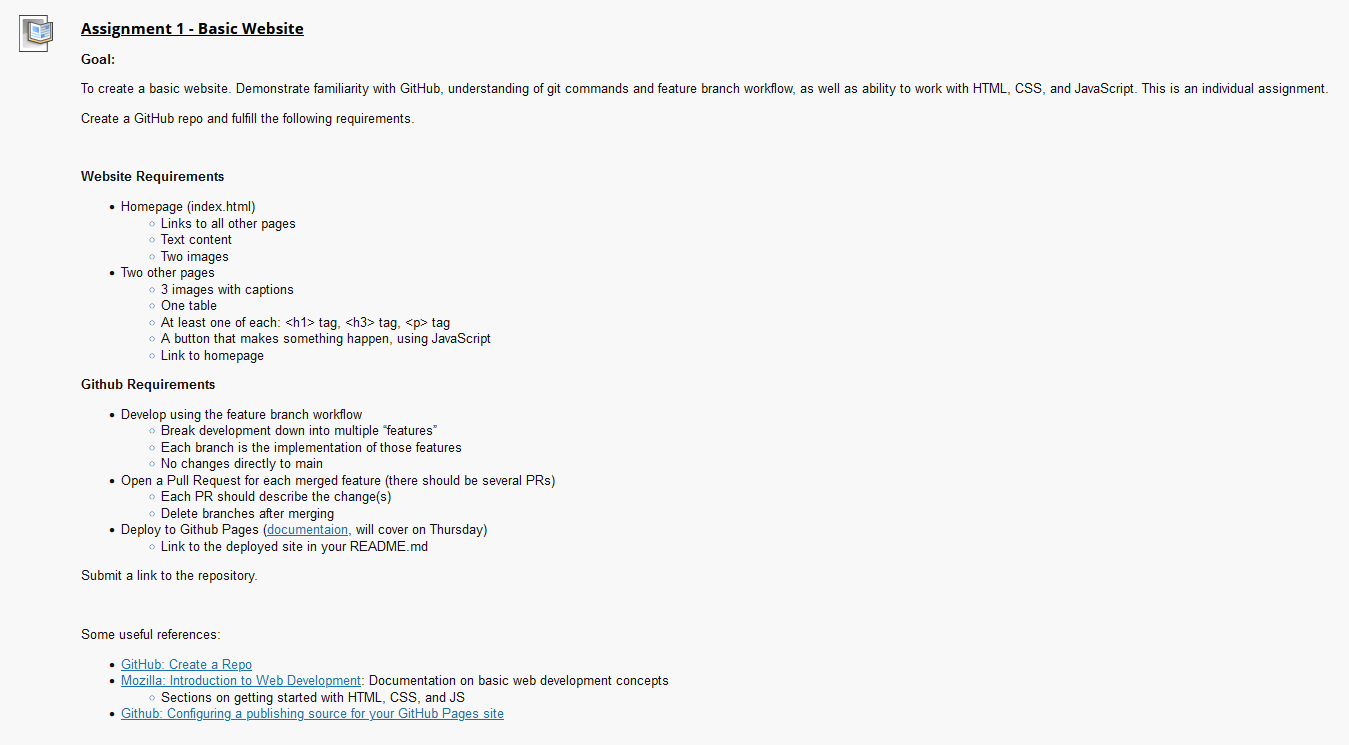 Assignment 1 - Basic Website
Goal:
To create a basic website. Demonstrate familiarity with GitHub, understanding of git commands and feature branch workflow, as well as ability to work with HTML, CSS, and JavaScript. This is an individual assignment.
Create a GitHub repo and fulfill the following requirements.
Website Requirements
Homepage (index.html)
Links to all other pages
Text content
Two images
Two other pages
3 images with captions
One table
At least one of each: <h1> tag, <h3> tag, <p> tag
A button that makes something happen, using JavaScript
Link to homepage
Github Requirements
Develop using the feature branch workflow
Break development down into multiple “features”
Each branch is the implementation of those features
No changes directly to main
Open a Pull Request for each merged feature (there should be several PRs)
Each PR should describe the change(s)
Delete branches after merging
Deploy to Github Pages (documentaion, will cover on Thursday)
Link to the deployed site in your README.md
Submit a link to the repository.
Some useful references:
GitHub: Create a Repo
Mozilla: Introduction to Web Development: Documentation on basic web development concepts
Sections on getting started with HTML, CSS, and JS
Github: Configuring a publishing source for your GitHub Pages site